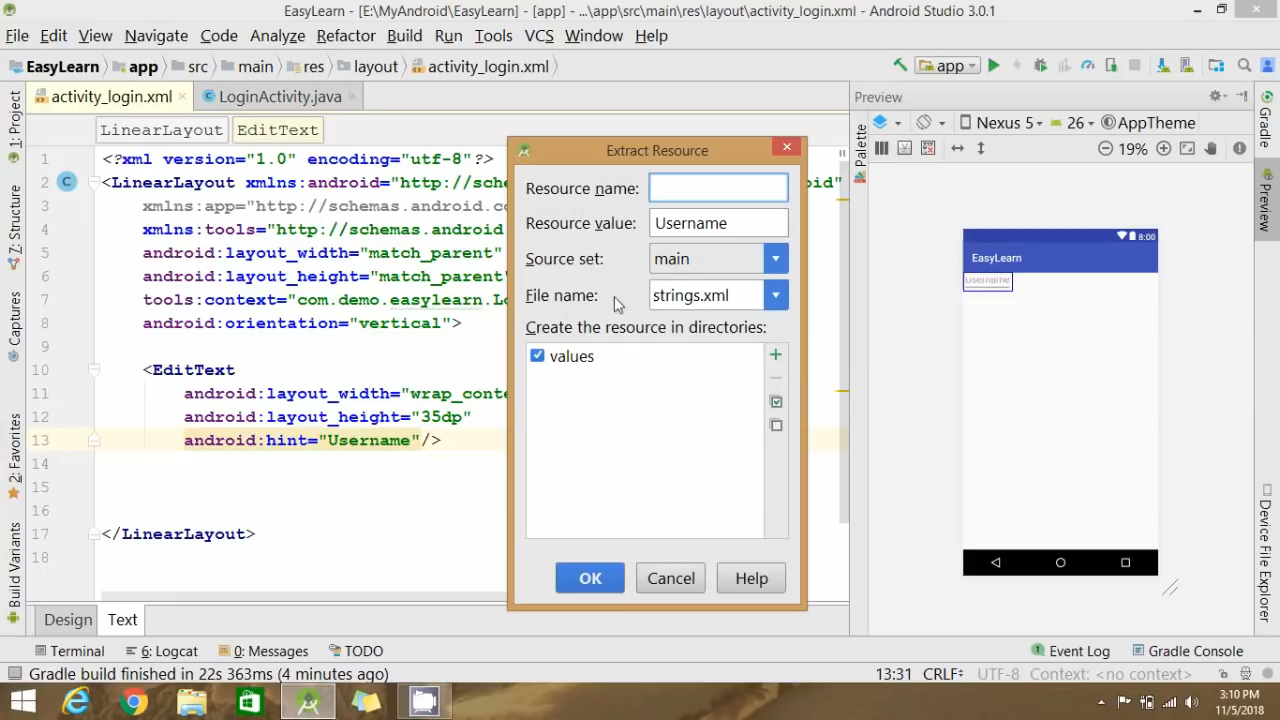 EasyLearn - [E:\MyAndroid\EasyLearn] - [app] - ...\app\src\main\res\layout\activity_login.xml - Android Studio 3.0.1
File Edit View Navigate Code Analyze Refactor Build Run Tools VCS Window Help
EasyLearn app src main res layout activity_login.xml app
activity_login.xml LoginActivity.java
Preview
Nexus 5 26 AppTheme
19%
LinearLayout EditText
1 <?xml version="1.0" encoding="utf-8"?>
2 <LinearLayout xmlns:android="http://sche
3 xmlns:app="http://schemas.android.co
4 xmlns:tools="http://schemas.android
5 android:layout_width="match_parent"
6 android:layout_height="match_parent"
7 tools:context="com.demo.easylearn.Lo
8 android:orientation="vertical">
9
10 <EditText
11 android:layout_width="wrap_conte
12 android:layout_height="35dp"
13 android:hint="Username"/>
14
15
16
17 </LinearLayout>
18
Extract Resource
Resource name:
Resource value: Username
Source set: main
File name: strings.xml
Create the resource in directories:
values
OK Cancel Help
8:00
EasyLearn
Username
1: Project
7: Structure
Captures
2: Favorites
Build Variants
Palette
Gradle
Preview
Device File Explorer
Design Text
Terminal 6: Logcat 0: Messages TODO 1 Event Log Gradle Console
Gradle build finished in 22s 363ms (4 minutes ago) 13:31 CRLF UTF-8 Context: <no context>
3:10 PM
11/5/2018